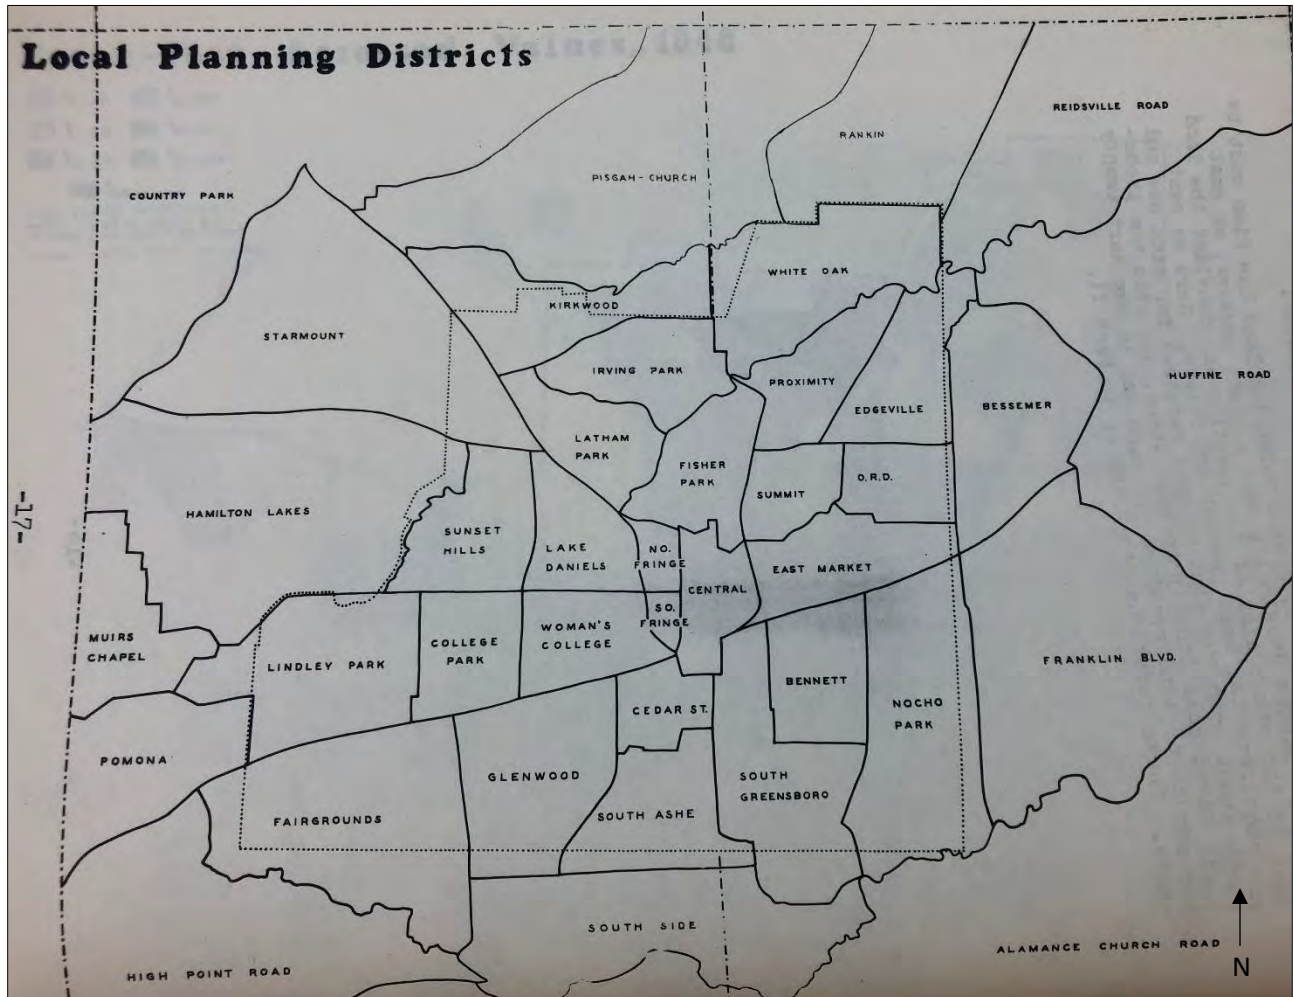 Local Planning Districts
REIDSVILLE ROAD
RANKIN
PISGAH-CHURCH
COUNTRY PARK
WHITE OAK
KIRKWOOD
STARMOUNT
IRVING PARK
PROXIMITY
HUFFINE ROAD
EDGEVILLE
BESSEMER
LATHAM
PARK
FISHER
PARK
SUMMIT
O.R.D.
-17-
HAMILTON LAKES
SUNSET
HILLS
LAKE
DANIELS
NO.
FRINGE
CENTRAL
EAST MARKET
SO.
FRINGE
MUIRS
CHAPEL
LINDLEY PARK
COLLEGE
PARK
WOMAN'S
COLLEGE
FRANKLIN BLVD.
BENNETT
CEDAR ST.
NOCHO
PARK
POMONA
GLENWOOD
SOUTH
GREENSBORO
FAIRGROUNDS
SOUTH ASHE
SOUTH SIDE
ALAMANCE CHURCH ROAD
HIGH POINT ROAD
N